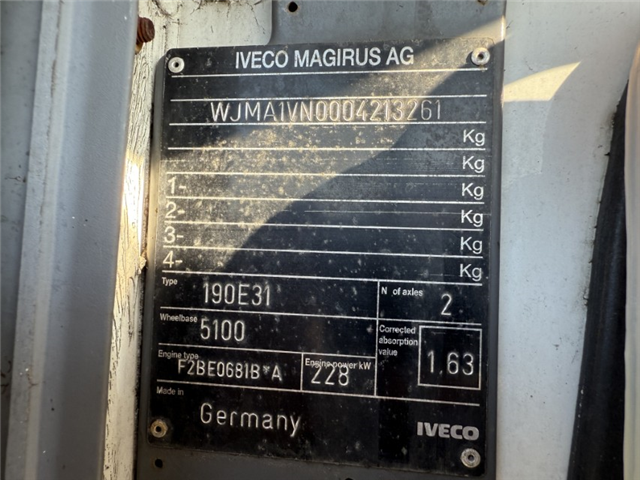 IVECO MAGIRUS AG
WJMA1VN0004213261
Kg
Kg
1- Kg
2- Kg
3- Kg
4- Kg
Type 190E31 N of axles 2
Wheelbase 5100 Corrected absorption value 1.63
Engine type F2BE0681B*A Engine power kW 228
Made in Germany
IVECO